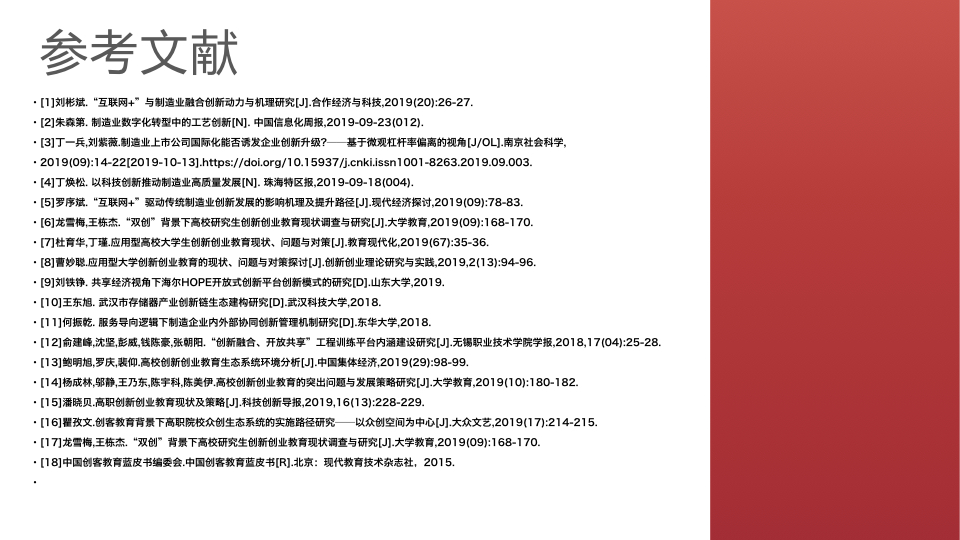 参考文献
• [1]刘彬斌.“互联网+”与制造业融合创新动力与机理研究[J].合作经济与科技,2019(20):26-27.
• [2]朱森第. 制造业数字化转型中的工艺创新[N]. 中国信息化周报,2019-09-23(012).
• [3]丁一兵,刘紫薇.制造业上市公司国际化能否诱发企业创新升级?——基于微观杠杆率偏离的视角[J/OL].南京社会科学,
• 2019(09):14-22[2019-10-13].https://doi.org/10.15937/j.cnki.issn1001-8263.2019.09.003.
• [4]丁焕松. 以科技创新推动制造业高质量发展[N]. 珠海特区报,2019-09-18(004).
• [5]罗序斌.“互联网+”驱动传统制造业创新发展的影响机理及提升路径[J].现代经济探讨,2019(09):78-83.
• [6]龙雪梅,王栋杰.“双创”背景下高校研究生创新创业教育现状调查与研究[J].大学教育,2019(09):168-170.
• [7]杜育华,丁瑾.应用型高校大学生创新创业教育现状、问题与对策[J].教育现代化,2019(67):35-36.
• [8]曹妙聪.应用型大学创新创业教育的现状、问题与对策探讨[J].创新创业理论研究与实践,2019,2(13):94-96.
• [9]刘铁铮. 共享经济视角下海尔HOPE开放式创新平台创新模式的研究[D].山东大学,2019.
• [10]王东旭. 武汉市存储器产业创新链生态建构研究[D].武汉科技大学,2018.
• [11]何振乾. 服务导向逻辑下制造企业内外部协同创新管理机制研究[D].东华大学,2018.
• [12]俞建峰,沈坚,彭威,钱陈豪,张朝阳.“创新融合、开放共享”工程训练平台内涵建设研究[J].无锡职业技术学院学报,2018,17(04):25-28.
• [13]鲍明旭,罗庆,裴仰.高校创新创业教育生态系统环境分析[J].中国集体经济,2019(29):98-99.
• [14]杨成林,邬静,王乃东,陈宇科,陈美伊.高校创新创业教育的突出问题与发展策略研究[J].大学教育,2019(10):180-182.
• [15]潘晓贝.高职创新创业教育现状及策略[J].科技创新导报,2019,16(13):228-229.
• [16]瞿孜文.创客教育背景下高职院校众创生态系统的实施路径研究——以众创空间为中心[J].大众文艺,2019(17):214-215.
• [17]龙雪梅,王栋杰.“双创”背景下高校研究生创新创业教育现状调查与研究[J].大学教育,2019(09):168-170.
• [18]中国创客教育蓝皮书编委会.中国创客教育蓝皮书[R].北京：现代教育技术杂志社，2015.
•